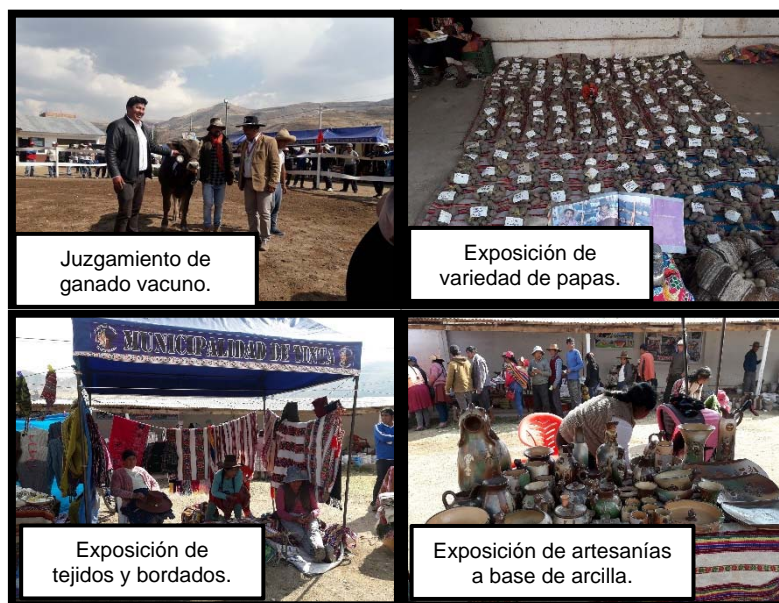 Juzgamiento de
ganado vacuno.
Exposición de
variedad de papas.
MUNICIPALIDAD DE
Exposición de
tejidos y bordados.
Exposición de artesanías
a base de arcilla.